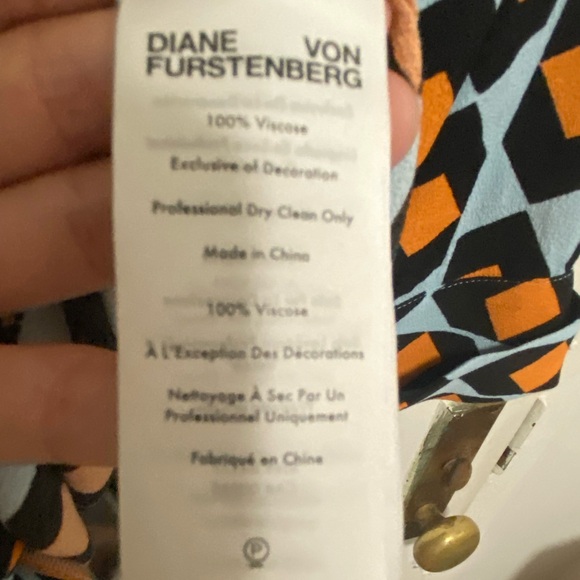 DIANE VON
FURSTENBERG
100% Viscose
Exclusive of Decoration
Professional Dry Clean Only
Made in China
100% Viscose
À L'Exception Des Décorations
Nettoyage À Sec Par Un
Professionnel Uniquement
Fabriqué en Chine
P